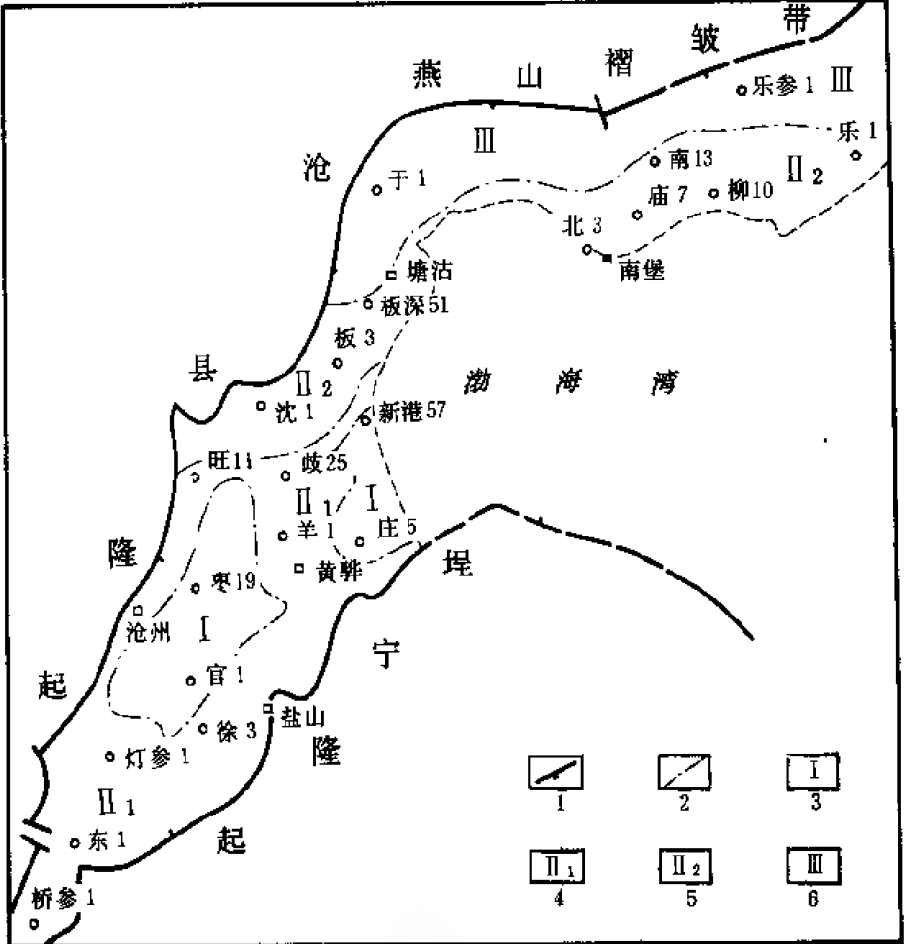 燕山褶皱带
沧县隆起
埕宁隆起
渤海湾
Ⅲ
乐参1
Ⅲ
乐1
南13
Ⅱ2
于1
柳10
庙7
北3
南堡
塘沽
板深51
板3
Ⅱ2
沈1
新港57
旺11
歧25
Ⅱ1
Ⅰ
羊1
庄5
黄骅
枣19
沧州
Ⅰ
官1
盐山
徐3
灯参1
Ⅱ1
东1
桥参1
1
2
Ⅰ
3
Ⅱ1
4
Ⅱ2
5
Ⅲ
6